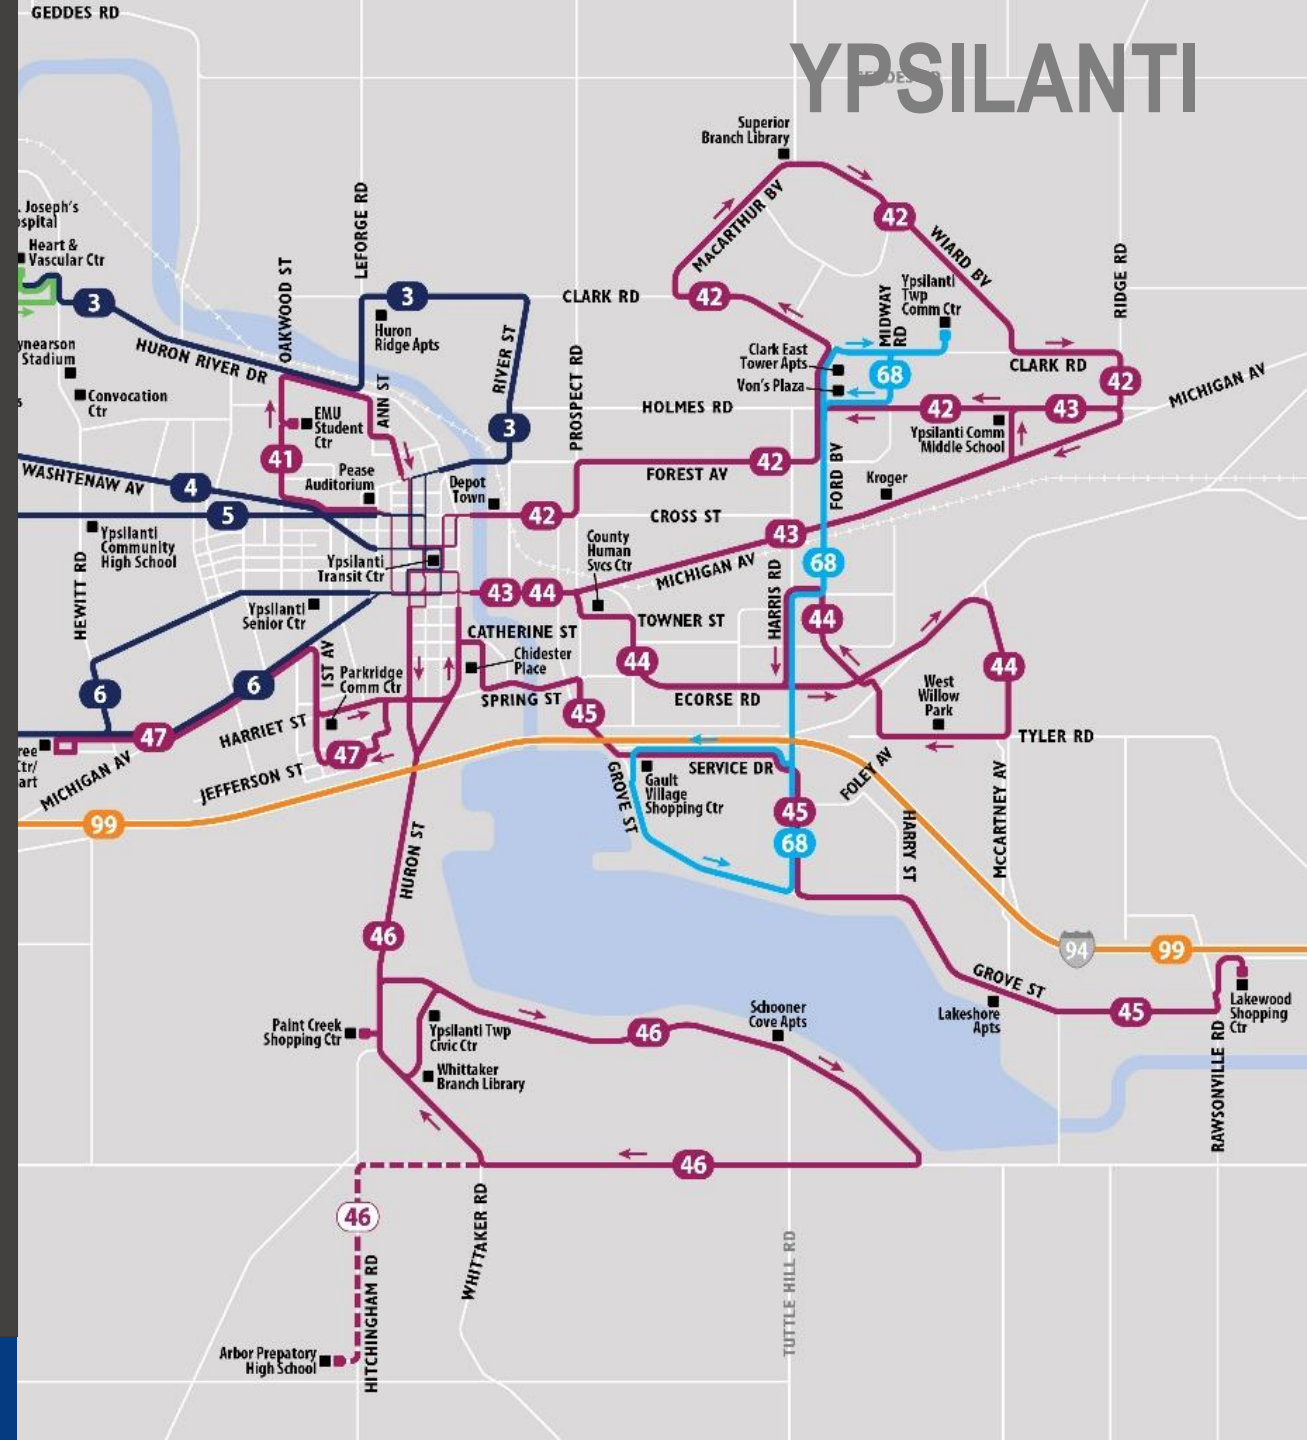 GEDDES RD
YPSILANTI
Superior
Branch Library
MACARTHUR BV
42
WIARD BV
LEFORGE RD
. Joseph's
ospital
Heart &
Vascular Ctr
3
OAKWOOD ST
3
CLARK RD
42
MIDWAY
RD
Ypsilanti
Twp
Comm Ctr
RIDGE RD
Huron
Ridge Apts
HURON RIVER DR
ynearson
Stadium
RIVER ST
PROSPECT RD
Clark East
Tower Apts
Von's Plaza
68
CLARK RD
42
MICHIGAN AV
Convocation
Ctr
ANN ST
EMU
Student
Ctr
HOLMES RD
42
43
Ypsilanti Comm
Middle School
3
41
WASHTENAW AV
4
Pease
Auditorium
Depot
Town
FOREST AV
42
FORD BV
Kroger
5
42
CROSS ST
Ypsilanti
Community
High School
43
County
Human
Svcs Ctr
Ypsilanti
Transit Ctr
MICHIGAN AV
68
HEWITT RD
Ypsilanti
Senior Ctr
43
44
HARRIS RD
TOWNER ST
44
CATHERINE ST
1ST AV
Chidester
Place
44
44
Parkridge
Comm Ctr
6
6
SPRING ST
ECORSE RD
West
Willow
Park
45
HARRIET ST
47
47
TYLER RD
ree
Ctr/
art
MICHIGAN AV
JEFFERSON ST
GROVE ST
SERVICE DR
Gault
Village
Shopping Ctr
FOLEY AV
McCARTNEY AV
99
45
HARRY ST
68
HURON ST
46
94
99
GROVE ST
Lakeshore
Apts
45
Lakewood
Shopping
Ctr
RAWSONVILLE RD
Paint Creek
Shopping Ctr
Ypsilanti Twp
Civic Ctr
46
Schooner
Cove Apts
Whittaker
Branch Library
46
46
WHITTAKER RD
HITCHINGHAM RD
TUTTLE HILL RD
Arbor Prepatory
High School